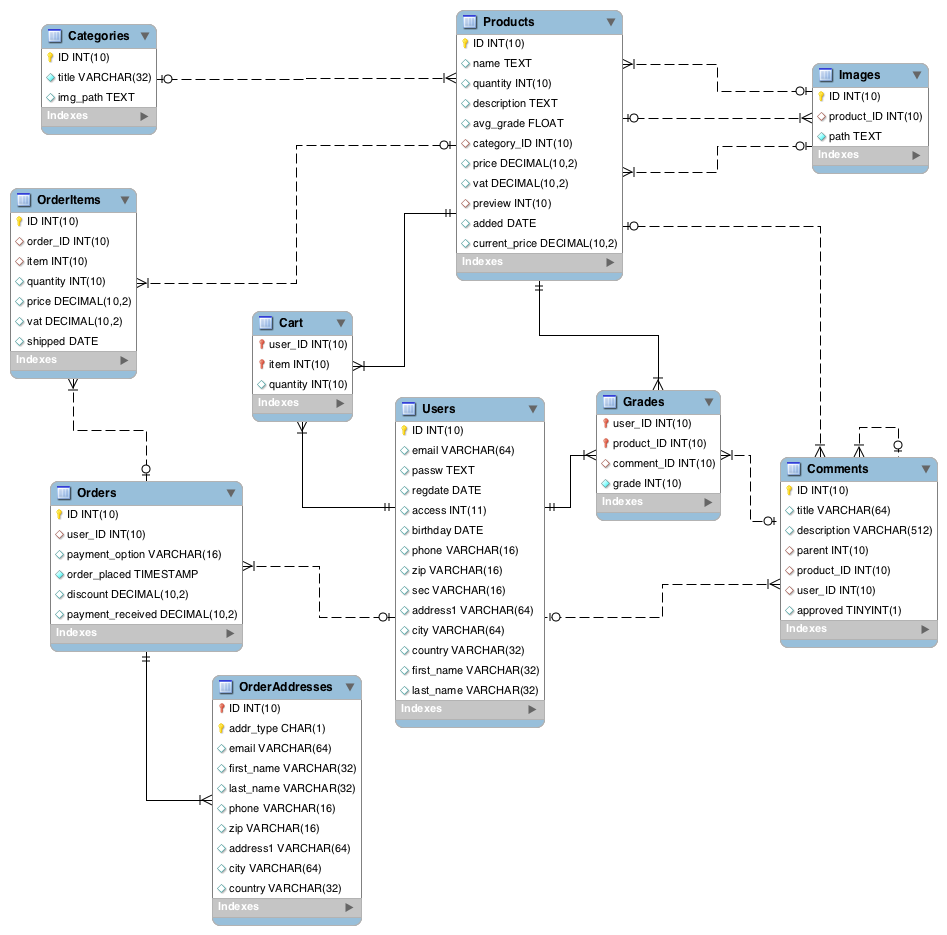 Categories
ID INT(10)
title VARCHAR(32)
img_path TEXT
Indexes
Products
ID INT(10)
name TEXT
quantity INT(10)
description TEXT
avg_grade FLOAT
category_ID INT(10)
price DECIMAL(10,2)
vat DECIMAL(10,2)
preview INT(10)
added DATE
current_price DECIMAL(10,2)
Indexes
Images
ID INT(10)
product_ID INT(10)
path TEXT
Indexes
OrderItems
ID INT(10)
order_ID INT(10)
item INT(10)
quantity INT(10)
price DECIMAL(10,2)
vat DECIMAL(10,2)
shipped DATE
Indexes
Cart
user_ID INT(10)
item INT(10)
quantity INT(10)
Indexes
Users
ID INT(10)
email VARCHAR(64)
passw TEXT
regdate DATE
access INT(11)
birthday DATE
phone VARCHAR(16)
zip VARCHAR(16)
sec VARCHAR(16)
address1 VARCHAR(64)
city VARCHAR(64)
country VARCHAR(32)
first_name VARCHAR(32)
last_name VARCHAR(32)
Indexes
Grades
user_ID INT(10)
product_ID INT(10)
comment_ID INT(10)
grade INT(10)
Indexes
Comments
ID INT(10)
title VARCHAR(64)
description VARCHAR(512)
parent INT(10)
product_ID INT(10)
user_ID INT(10)
approved TINYINT(1)
Indexes
Orders
ID INT(10)
user_ID INT(10)
payment_option VARCHAR(16)
order_placed TIMESTAMP
discount DECIMAL(10,2)
payment_received DECIMAL(10,2)
Indexes
OrderAddresses
ID INT(10)
addr_type CHAR(1)
email VARCHAR(64)
first_name VARCHAR(32)
last_name VARCHAR(32)
phone VARCHAR(16)
zip VARCHAR(16)
address1 VARCHAR(64)
city VARCHAR(64)
country VARCHAR(32)
Indexes